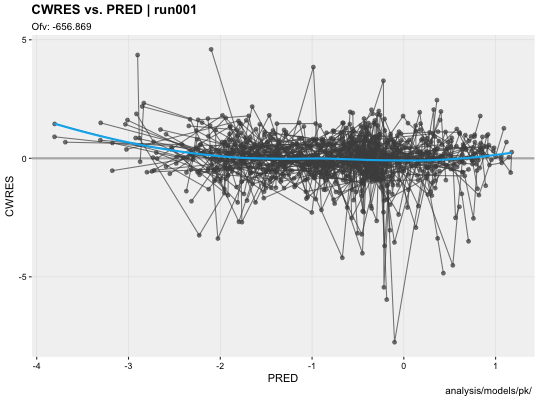 CWRES vs. PRED | run001
Ofv: -656.869
5
0
-5
CWRES
-4
-3
-2
-1
0
1
PRED
analysis/models/pk/